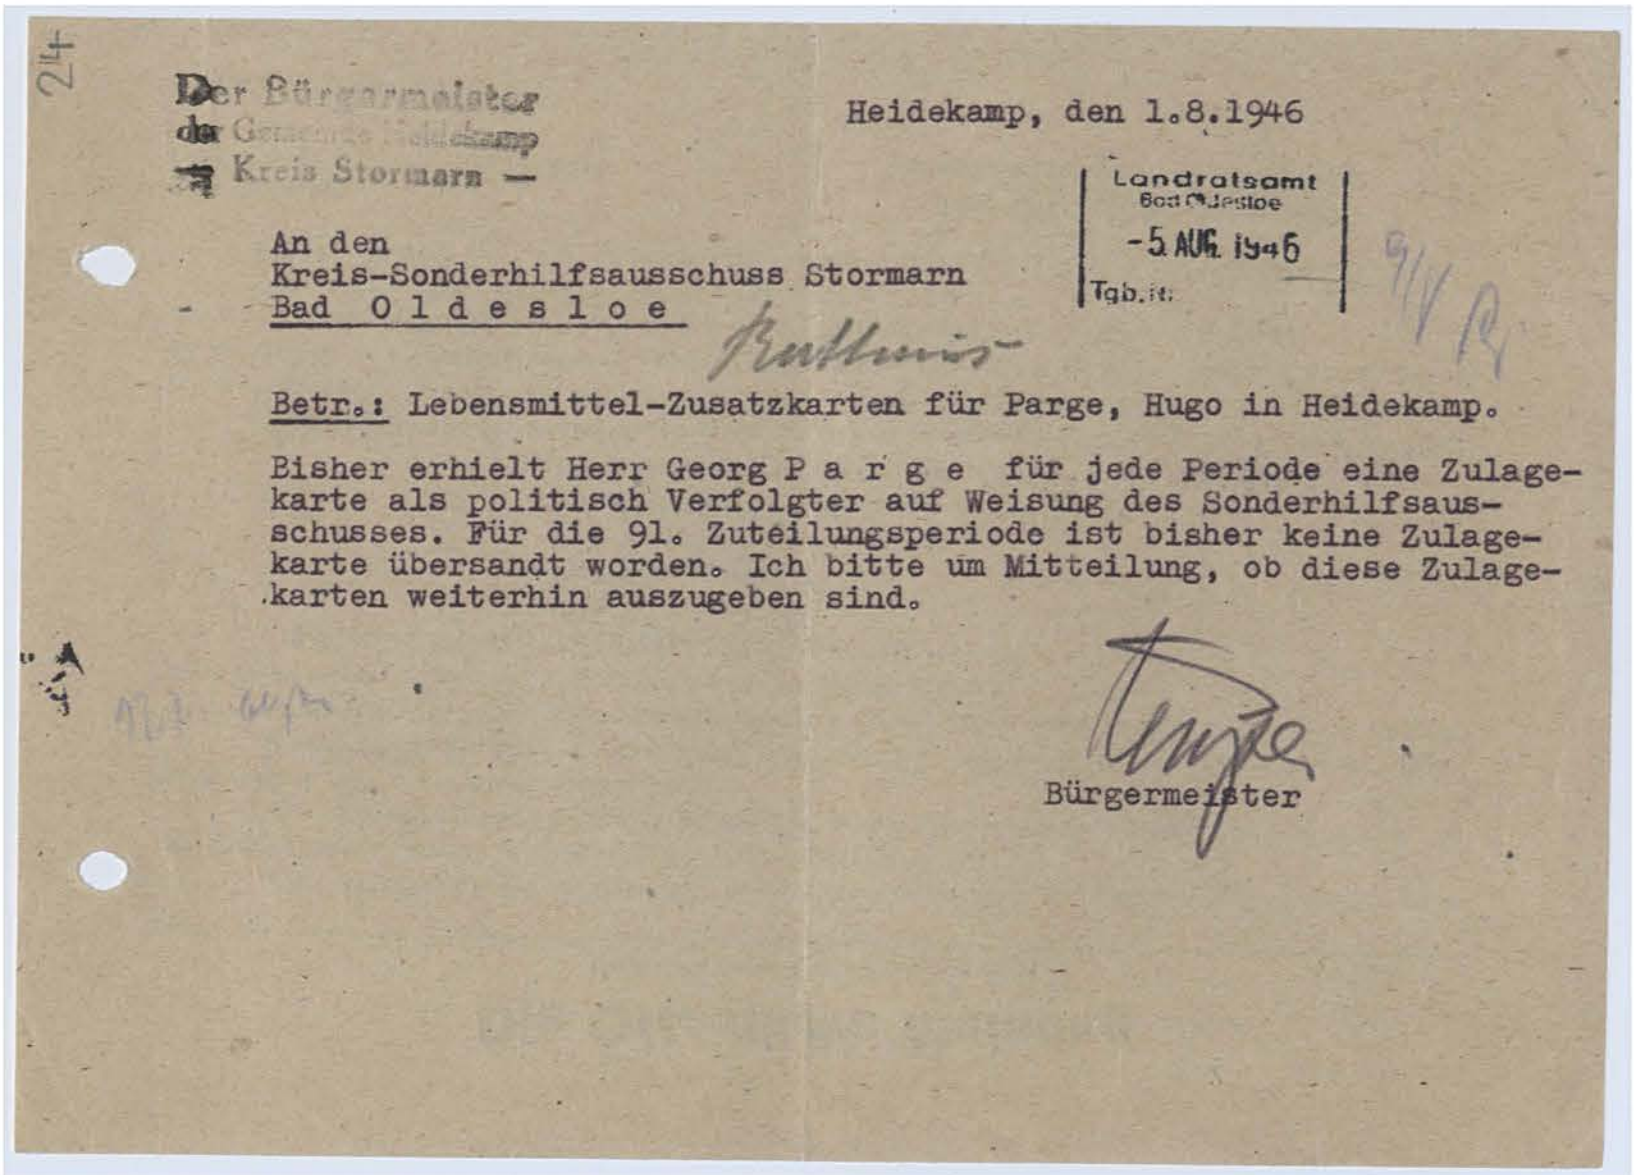 24
Der Bürgermeister
der Gemeinde Heidekamp
Kreis Stormarn —
Heidekamp, den 1.8.1946
Landratsamt
Bad Oldesloe
-5. AUG. 1946
Tgb.
An den
Kreis-Sonderhilfsausschuss Stormarn
Bad O l d e s l o e
Betr.: Lebensmittel-Zusatzkarten für Parge, Hugo in Heidekamp.
Bisher erhielt Herr Georg P a r g e für jede Periode eine Zulage-
karte als politisch Verfolgter auf Weisung des Sonderhilfsaus-
schusses. Für die 91. Zuteilungsperiode ist bisher keine Zulage-
karte übersandt worden. Ich bitte um Mitteilung, ob diese Zulage-
karten weiterhin auszugeben sind.
Bürgermeister